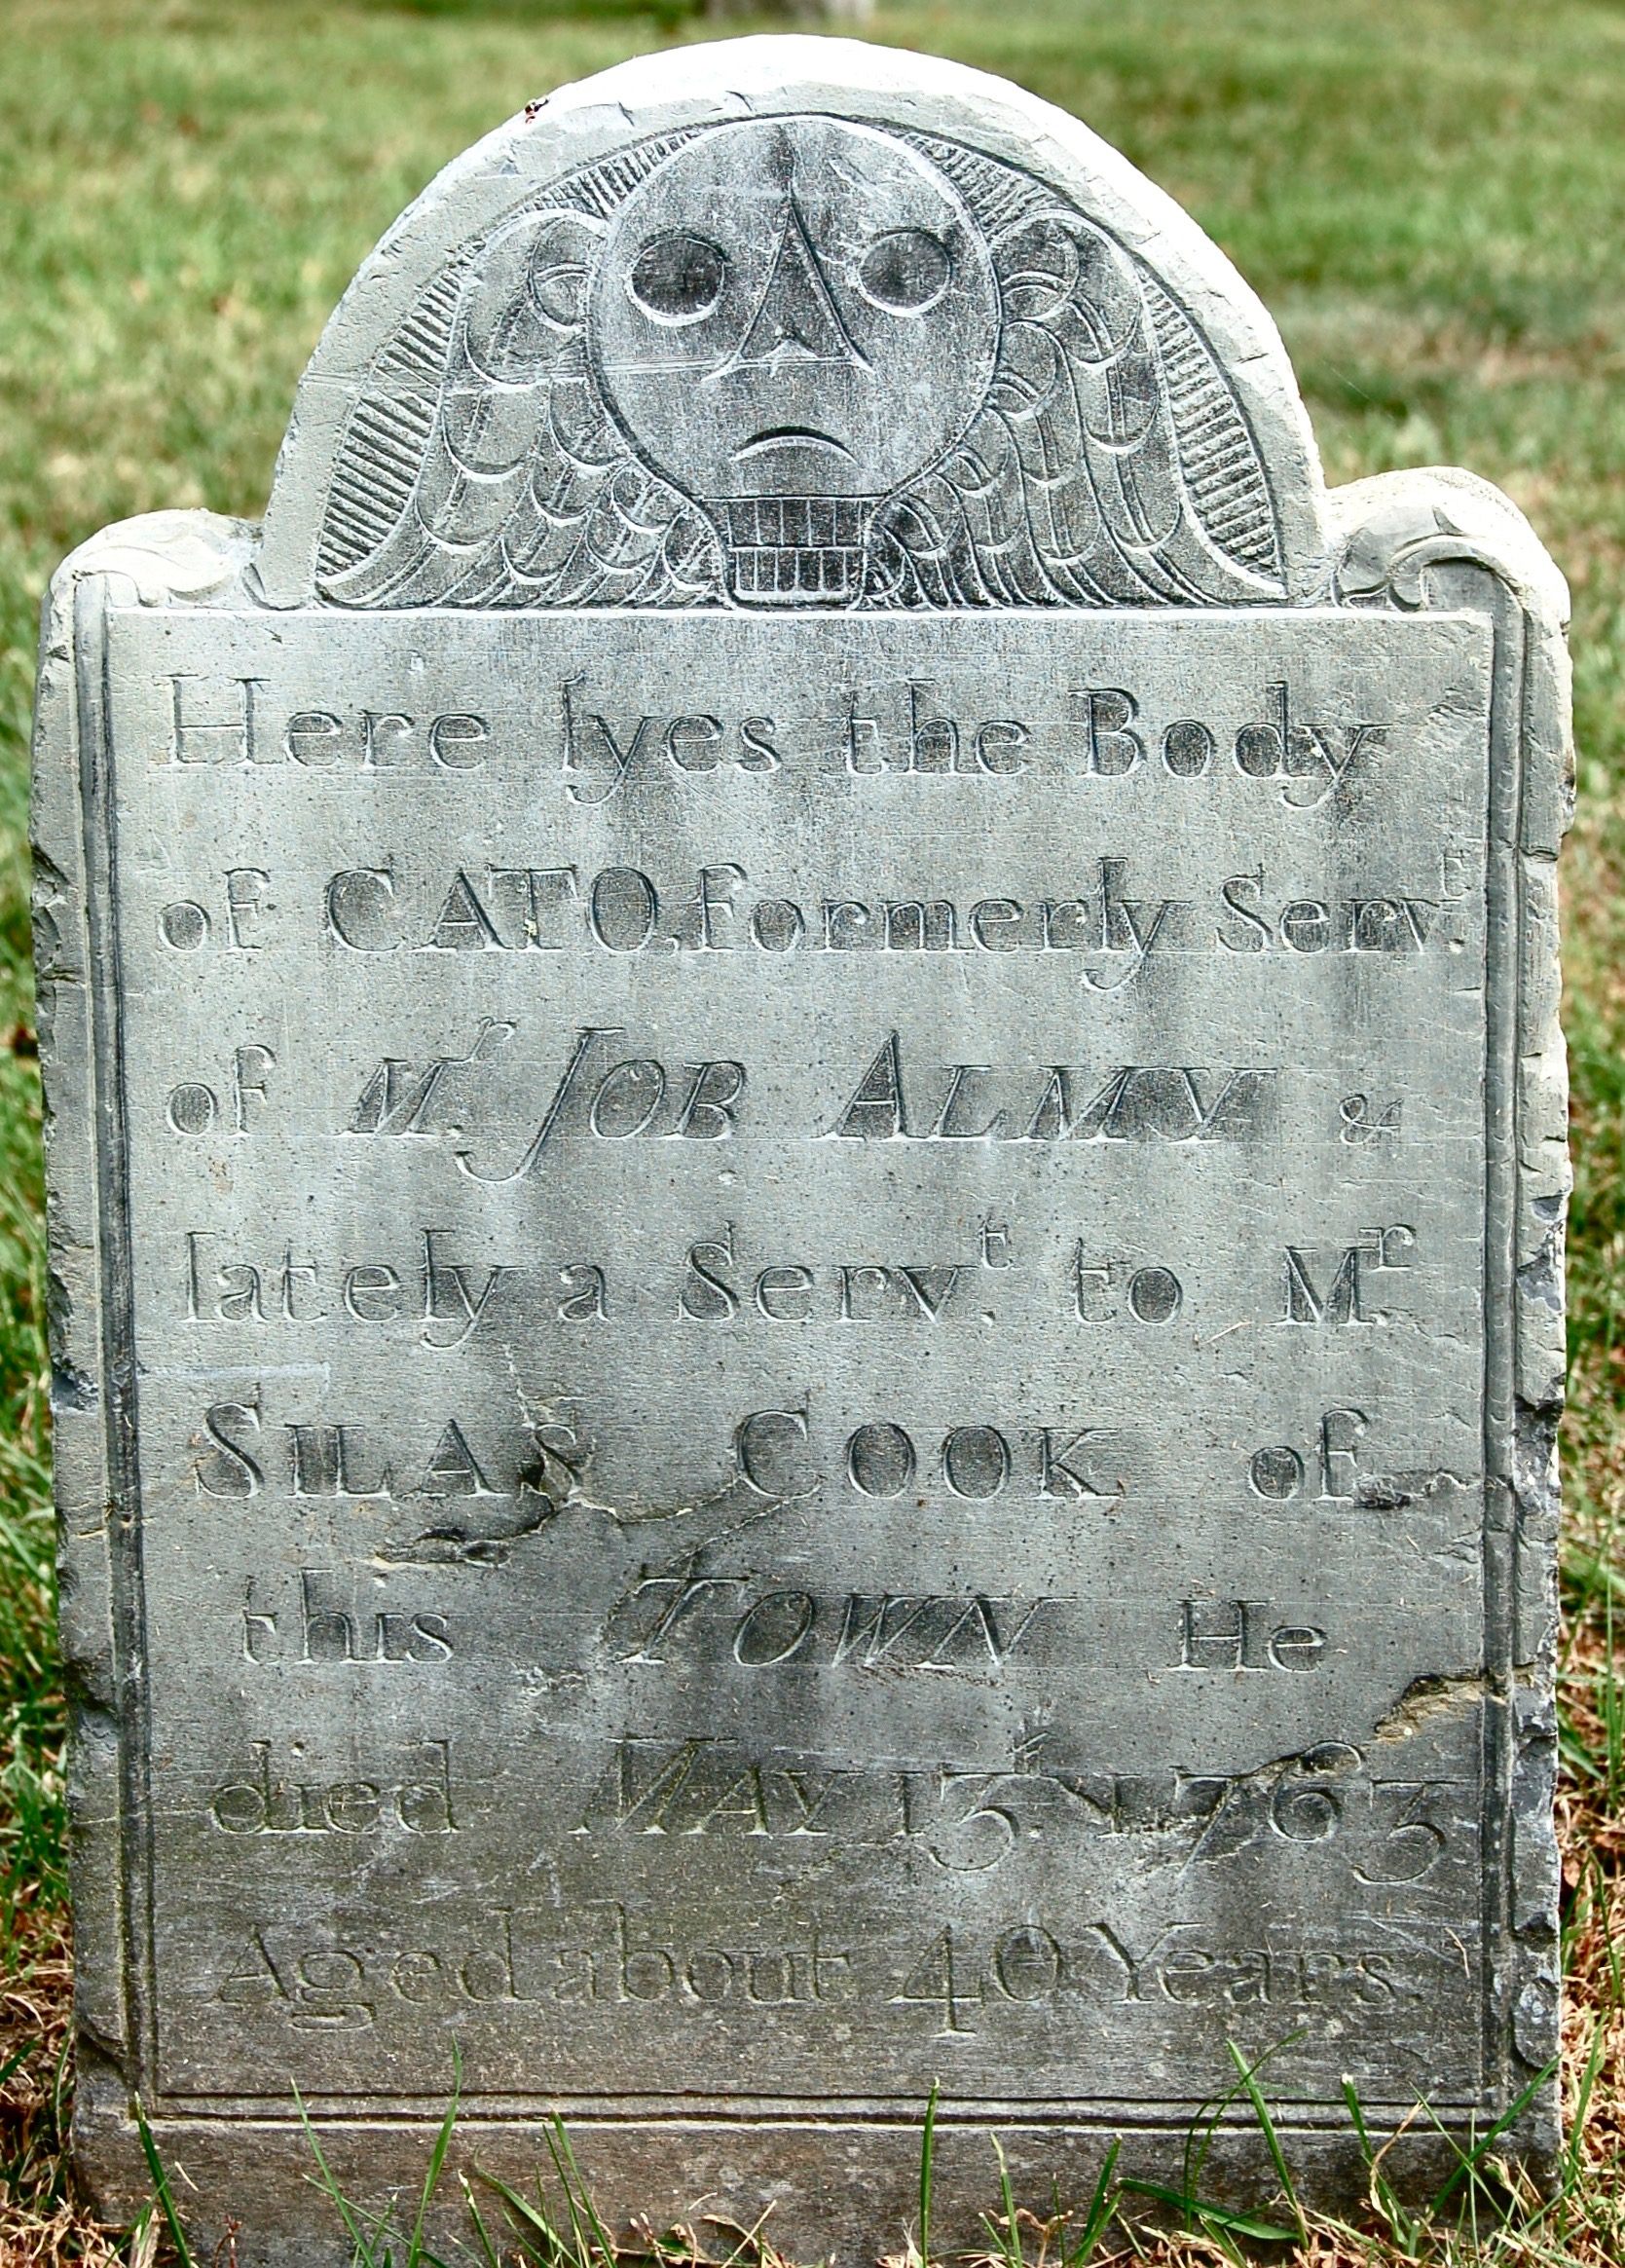 Here lyes the Body
of CATO, formerly Servt.
of Mr. JOB ALMY &
lately a Servt. to Mr.
SILAS COOK of
this TOWN He
died MAY 13th. 1763
Aged about 40 Years.